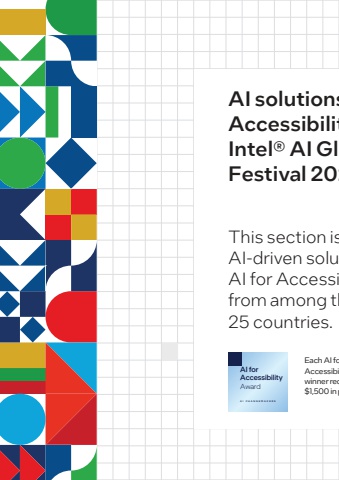 AI solutions
Accessibilit
Intel® AI Gl
Festival 20
This section is
AI-driven solu
AI for Accessi
from among th
25 countries.
AI for
Accessibility
Award
Each AI fo
Accessibi
winner rec
$1,500 in p